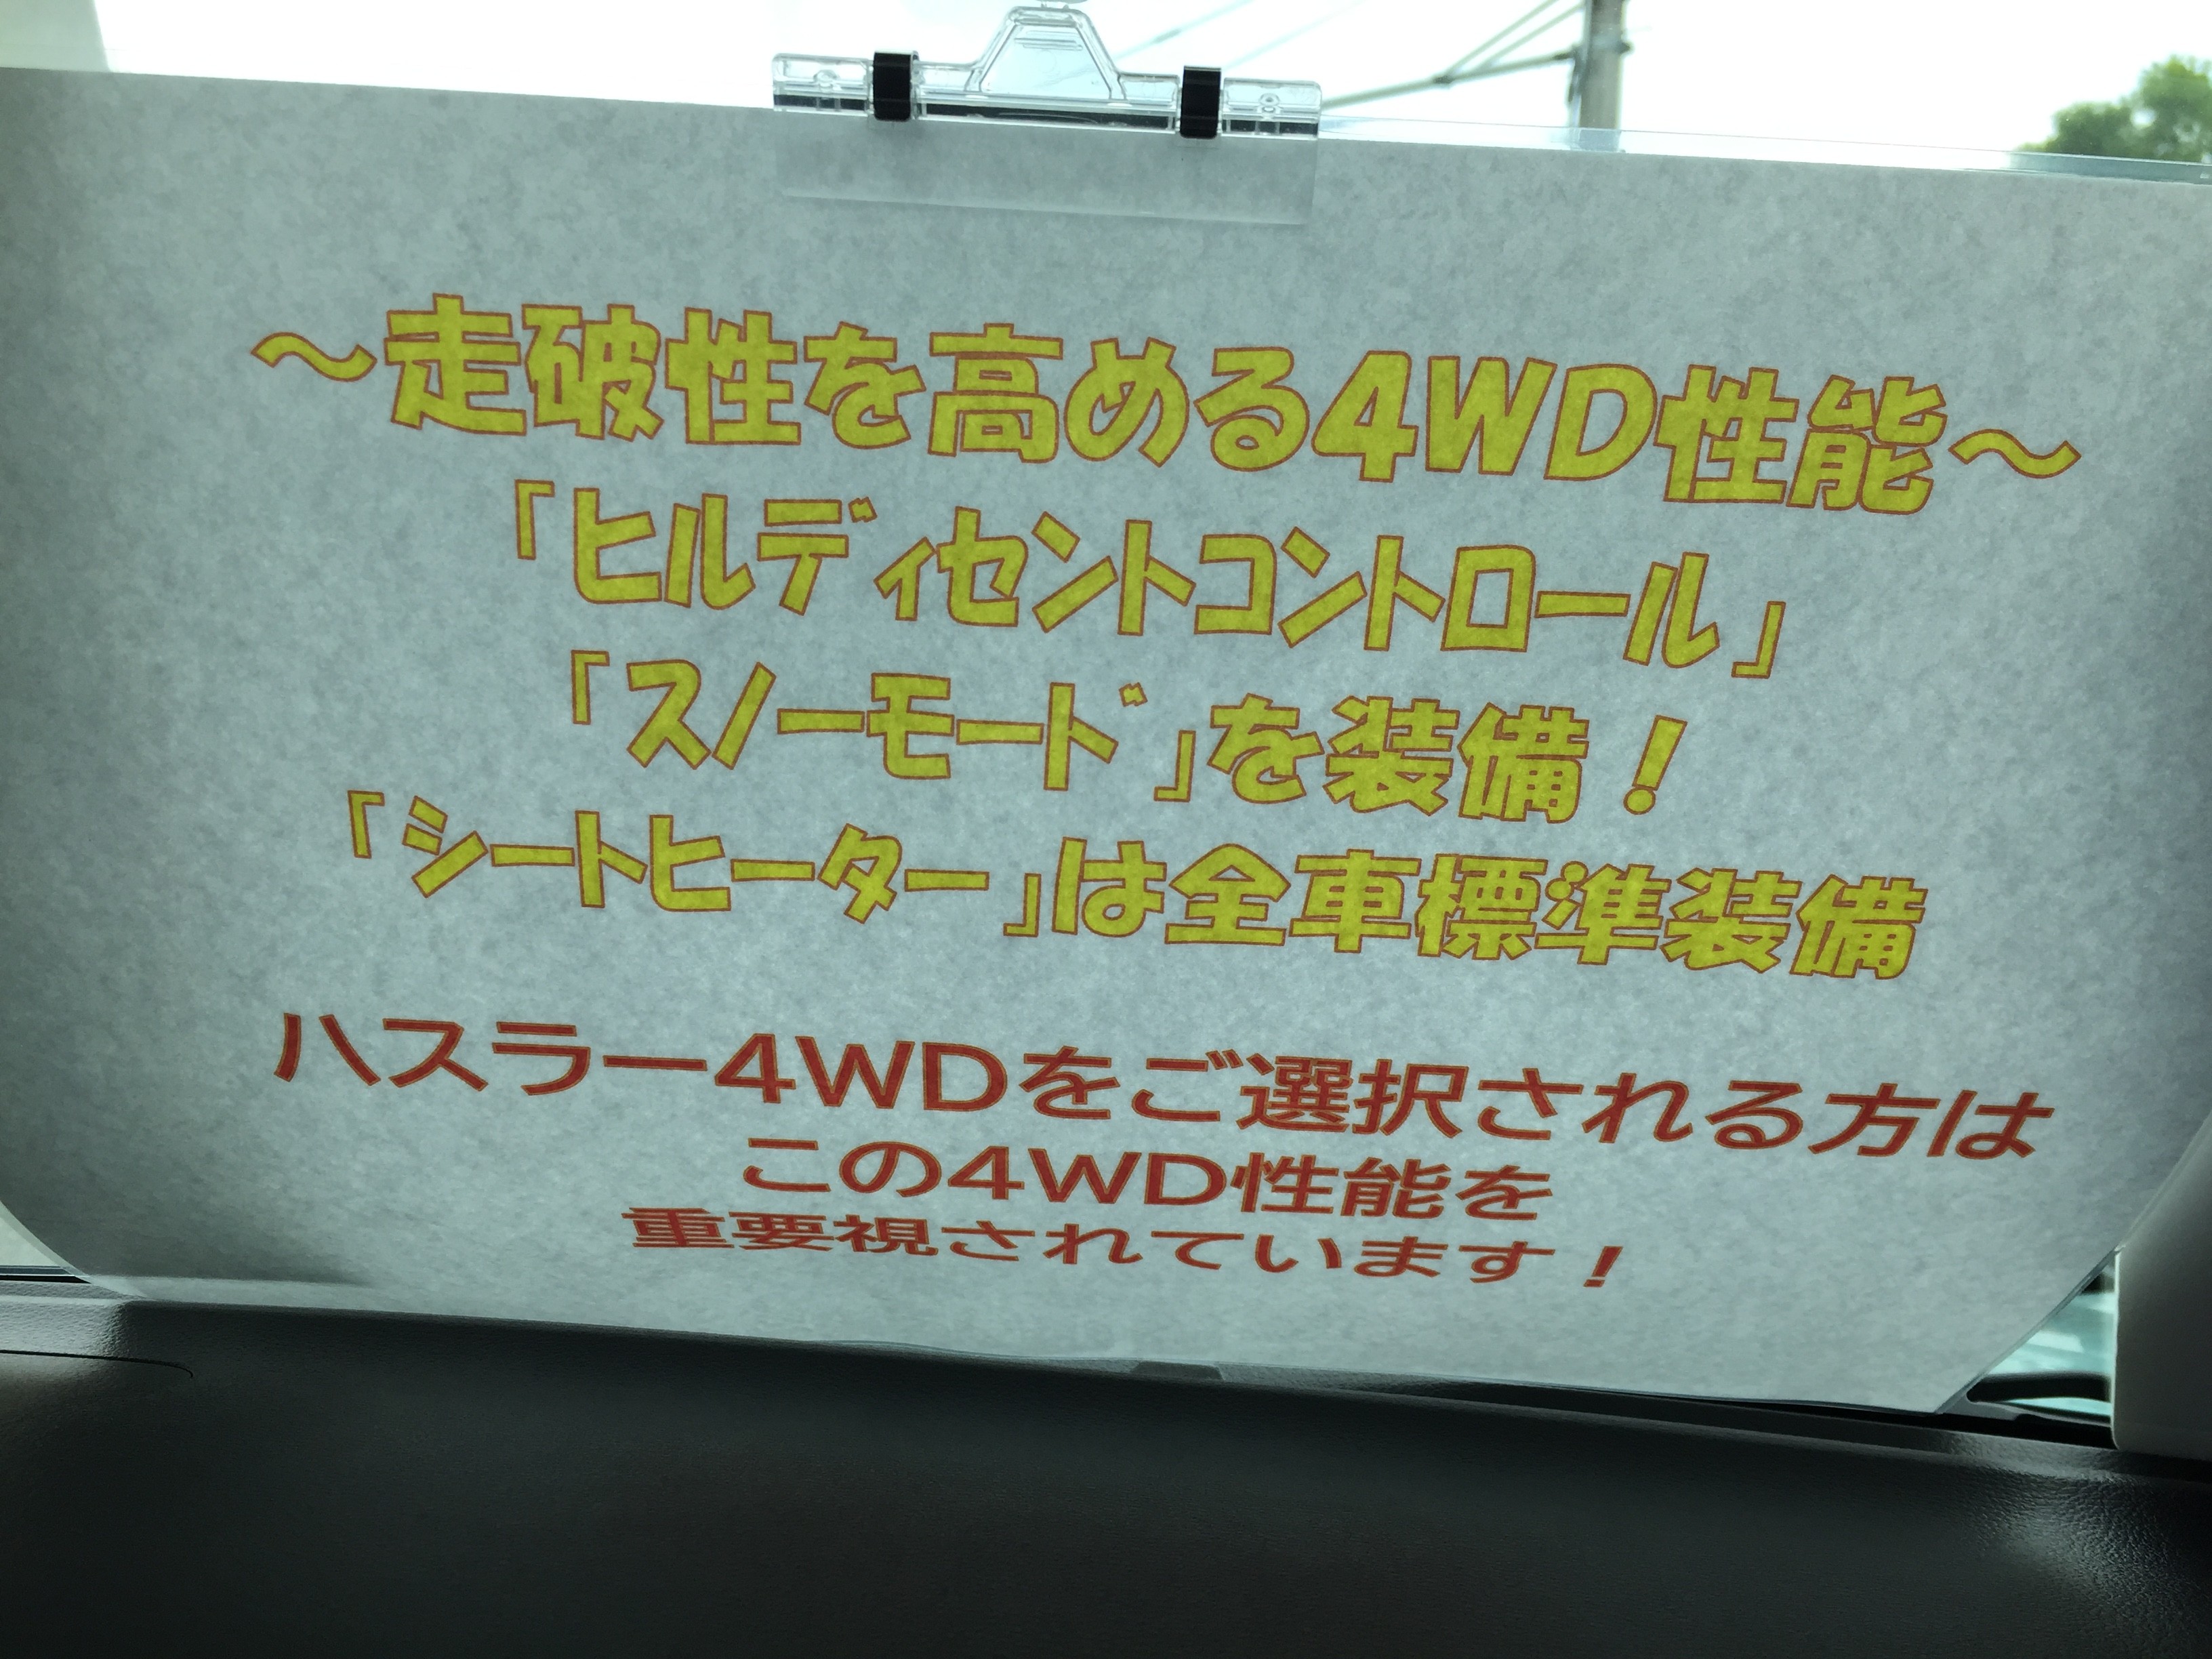 ～走破性を高める4WD性能～
「ヒルディセントコントロール」
「スノーモード」を装備！
「シートヒーター」は全車標準装備
ハスラー4WDをご選択される方は
この4WD性能を
重要視されています！